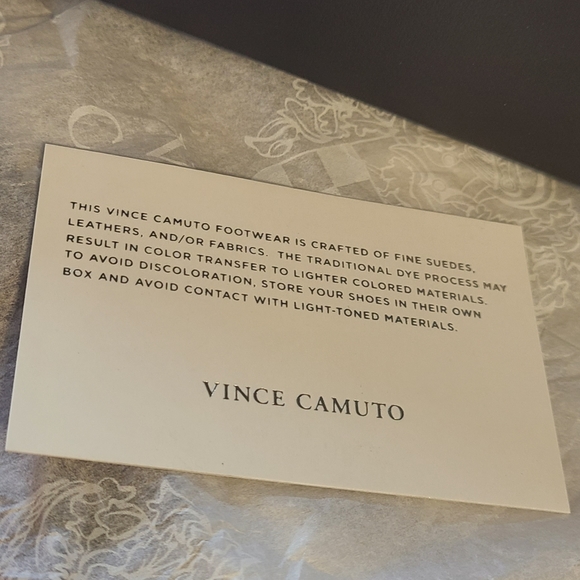 THIS VINCE CAMUTO FOOTWEAR IS CRAFTED OF FINE SUEDES,
LEATHERS, AND/OR FABRICS. THE TRADITIONAL DYE PROCESS MAY
RESULT IN COLOR TRANSFER TO LIGHTER COLORED MATERIALS.
TO AVOID DISCOLORATION, STORE YOUR SHOES IN THEIR OWN
BOX AND AVOID CONTACT WITH LIGHT-TONED MATERIALS.
VINCE CAMUTO